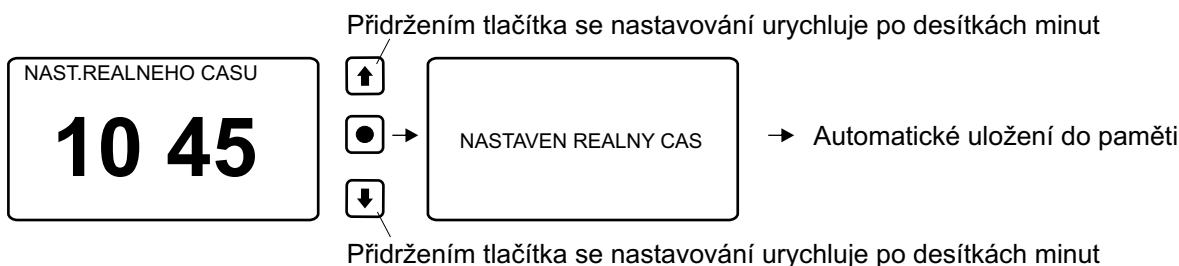 Přidržením tlačítka se nastavování urychluje po desítkách minut
NAST.REALNEHO CASU
10 45
NASTAVEN REALNY CAS
Automatické uložení do paměti
Přidržením tlačítka se nastavování urychluje po desítkách minut